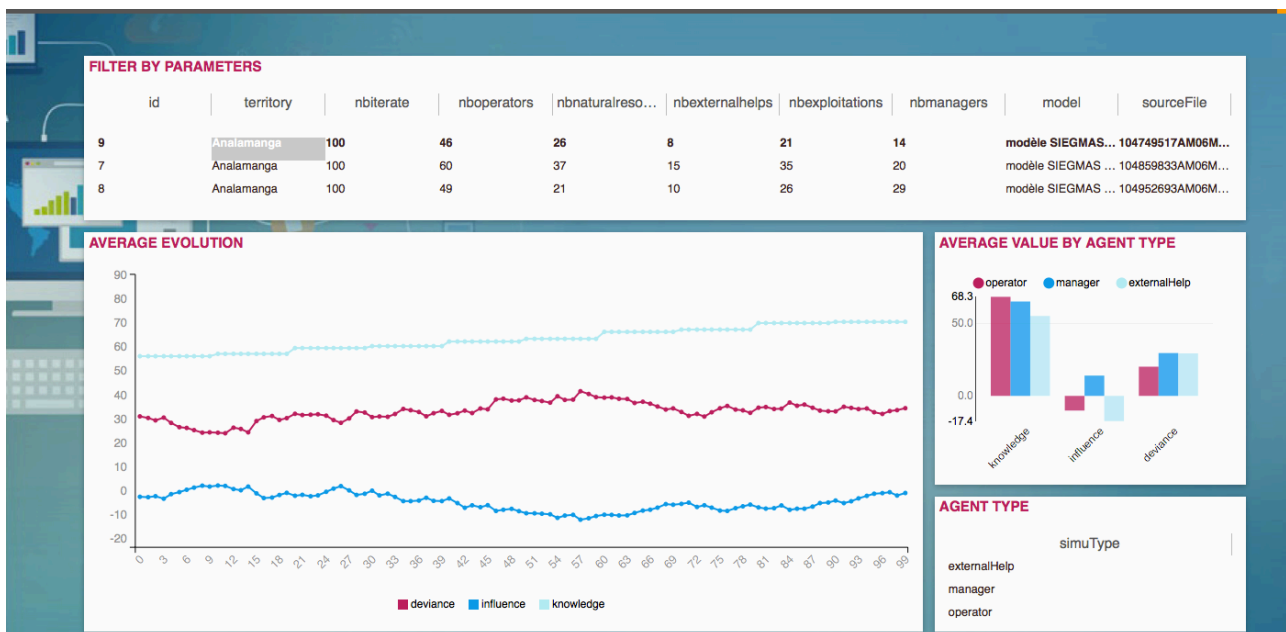 FILTER BY PARAMETERS
id territory nbiterate nboperators nbnaturalreso... nbexternalhelps nbexploitations nbmanagers model sourceFile
9 Analamanga 100 46 26 8 21 14 modèle SIEGMAS... 104749517AM06M...
7 Analamanga 100 60 37 15 35 20 modèle SIEGMAS ... 104859833AM06M...
8 Analamanga 100 49 21 10 26 29 modèle SIEGMAS ... 104952693AM06M...
AVERAGE EVOLUTION
90
80
70
60
50
40
30
20
10
0
-10
-20
0 3 6 9 12 15 18 21 24 27 30 33 36 39 42 45 48 51 54 57 60 63 66 69 72 75 78 81 84 87 90 93 96 99
deviance influence knowledge
AVERAGE VALUE BY AGENT TYPE
operator manager externalHelp
68.3
50.0
0.0
-17.4
knowledge influence deviance
AGENT TYPE
simuType
externalHelp
manager
operator